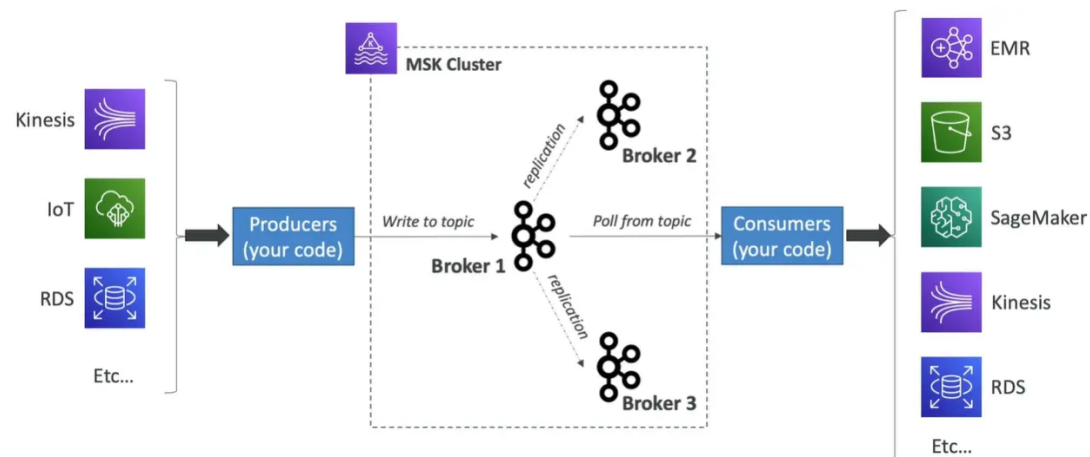 MSK Cluster
Kinesis
IoT
RDS
Etc...
Producers
(your code)
Write to topic
Broker 1
replication
Broker 2
replication
Broker 3
Poll from topic
Consumers
(your code)
EMR
S3
SageMaker
Kinesis
RDS
Etc...